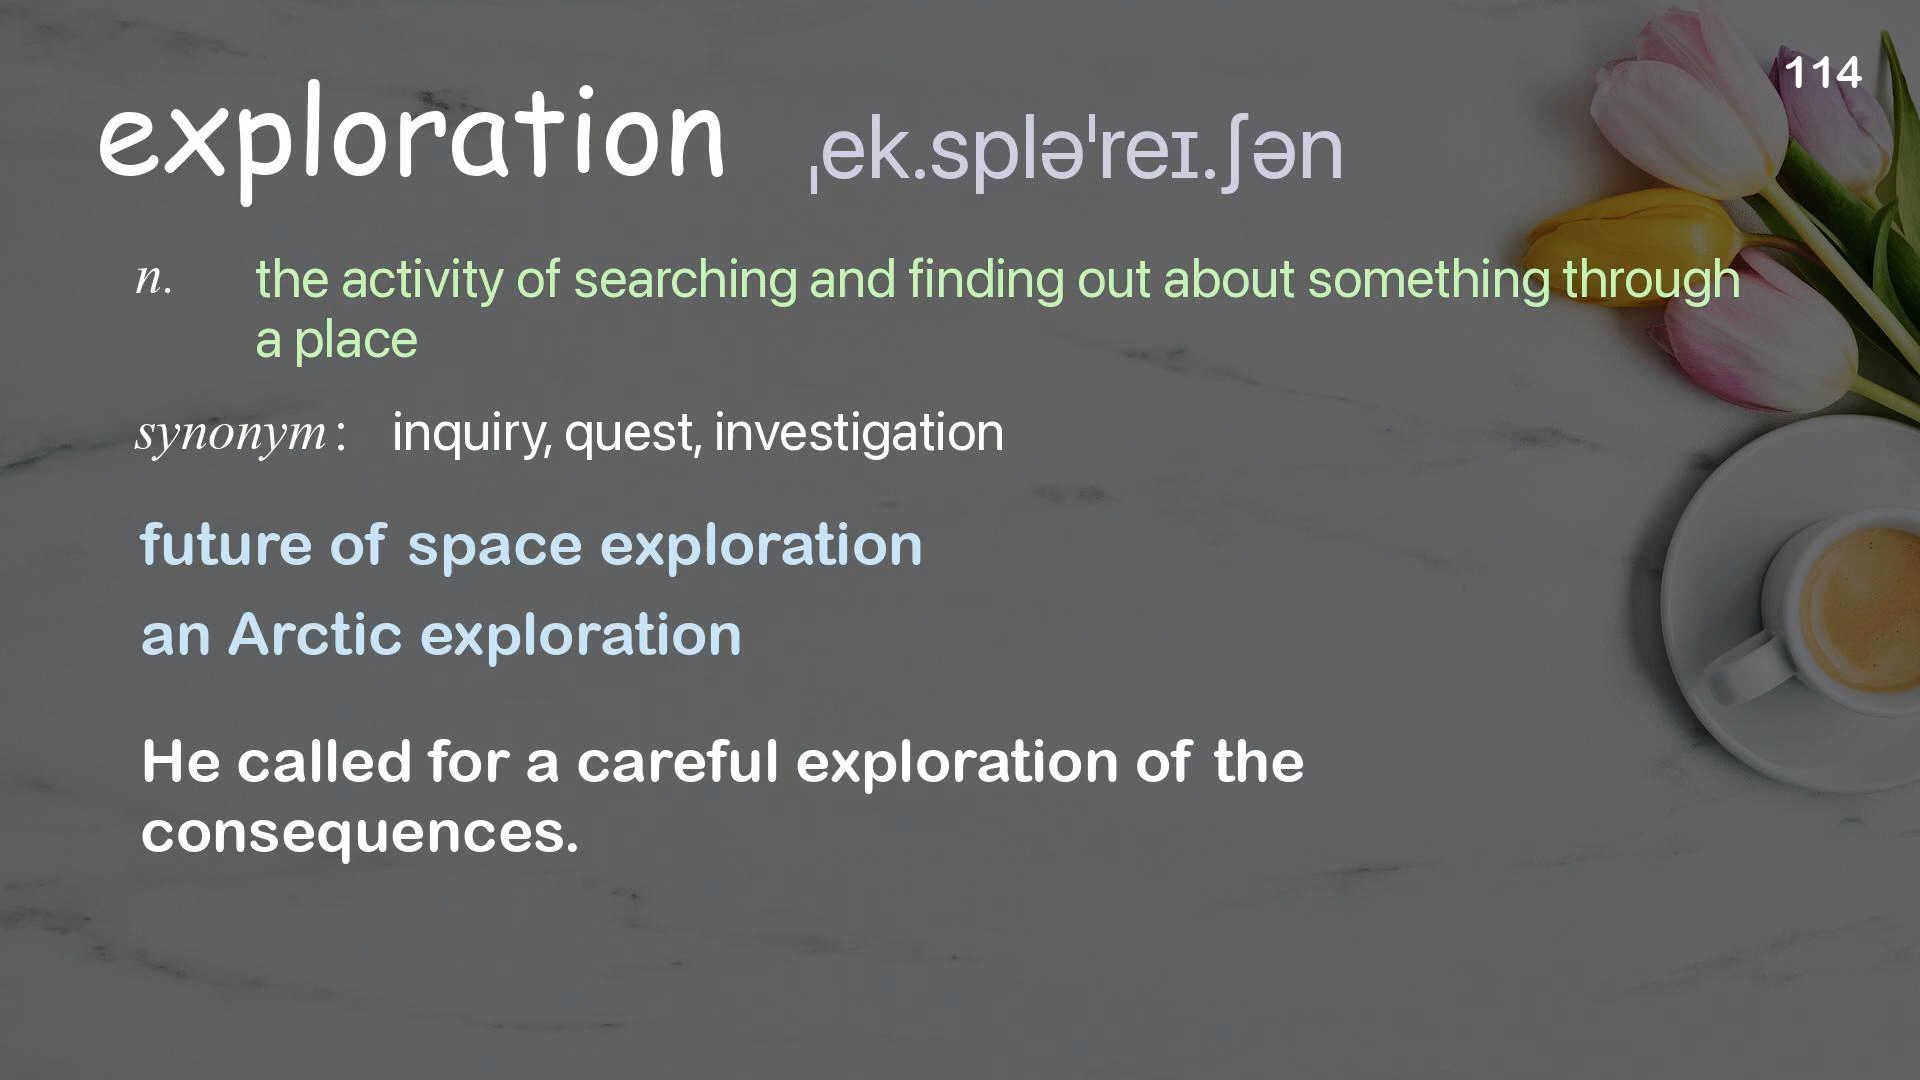 114
exploration ˌek.spləˈreɪ.ʃən
n. the activity of searching and finding out about something through
a place
synonym: inquiry, quest, investigation
future of space exploration
an Arctic exploration
He called for a careful exploration of the
consequences.